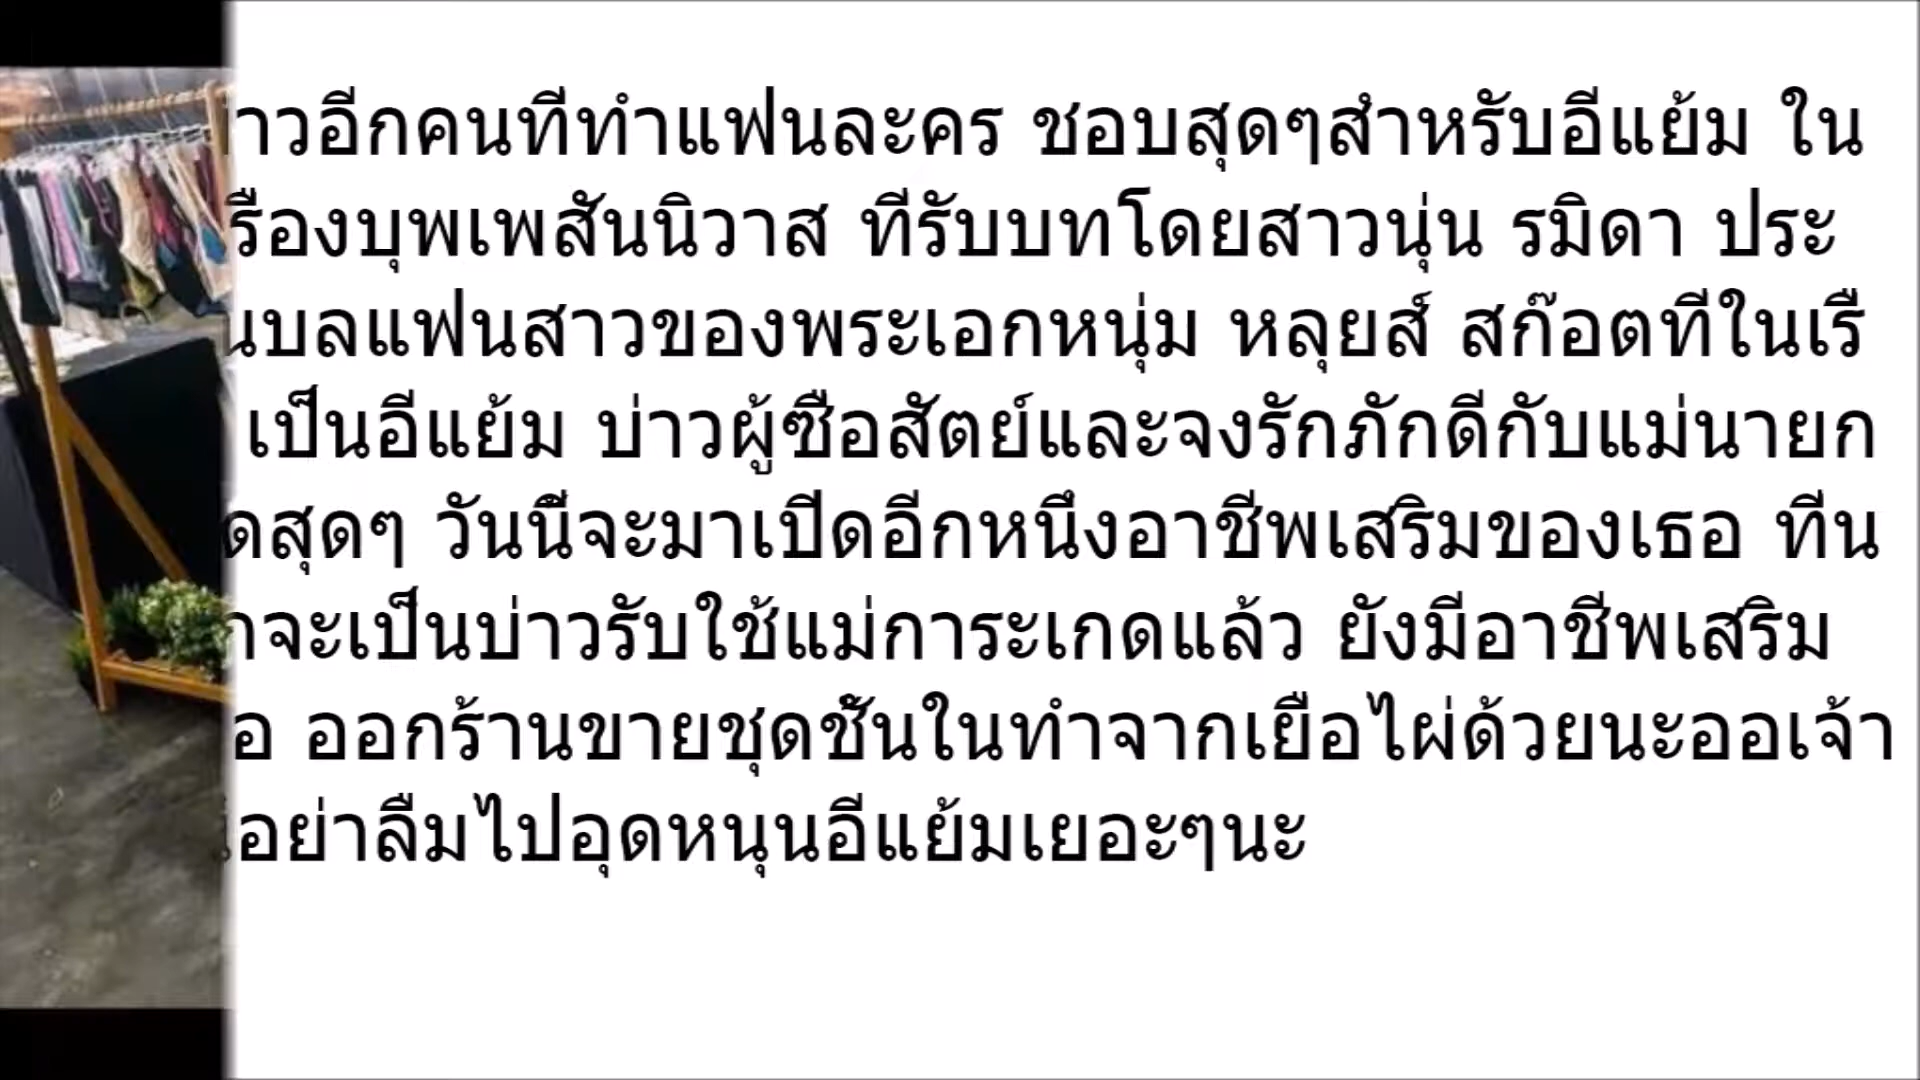 าวอีกคนที่ทำแฟนละคร ชอบสุดๆสำหรับอีแย้ม ใน
รื่องบุพเพสันนิวาส ที่รับบทโดยสาวนุ่น รมิดา ประ
นบลแฟนสาวของพระเอกหนุ่ม หลุยส์ สก๊อตที่ในเรื่
เป็นอีแย้ม บ่าวผู้ซื่อสัตย์และจงรักภักดีกับแม่นายก
ดสุดๆ วันนี้จะมาเปิดอีกหนึ่งอาชีพเสริมของเธอ ที่น
กจะเป็นบ่าวรับใช้แม่การะเกดแล้ว ยังมีอาชีพเสริม
อ ออกร้านขายชุดชั้นในทำจากเยื่อไผ่ด้วยนะออเจ้า
อย่าลืมไปอุดหนุนอีแย้มเยอะๆนะ